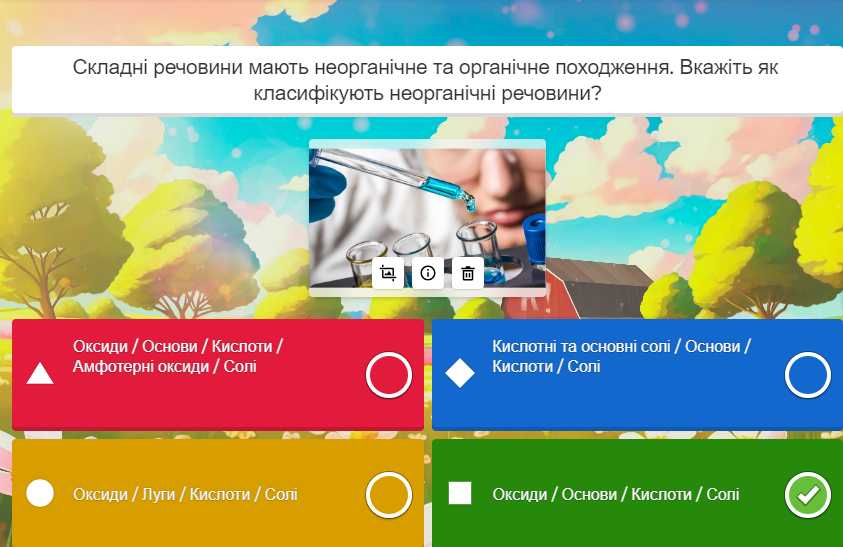 Складні речовини мають неорганічне та органічне походження. Вкажіть як
класифікують неорганічні речовини?
Оксиди / Основи / Кислоти /
Амфотерні оксиди / Солі
Кислотні та основні солі / Основи /
Кислоти / Солі
Оксиди / Луги / Кислоти / Солі
Оксиди / Основи / Кислоти / Солі